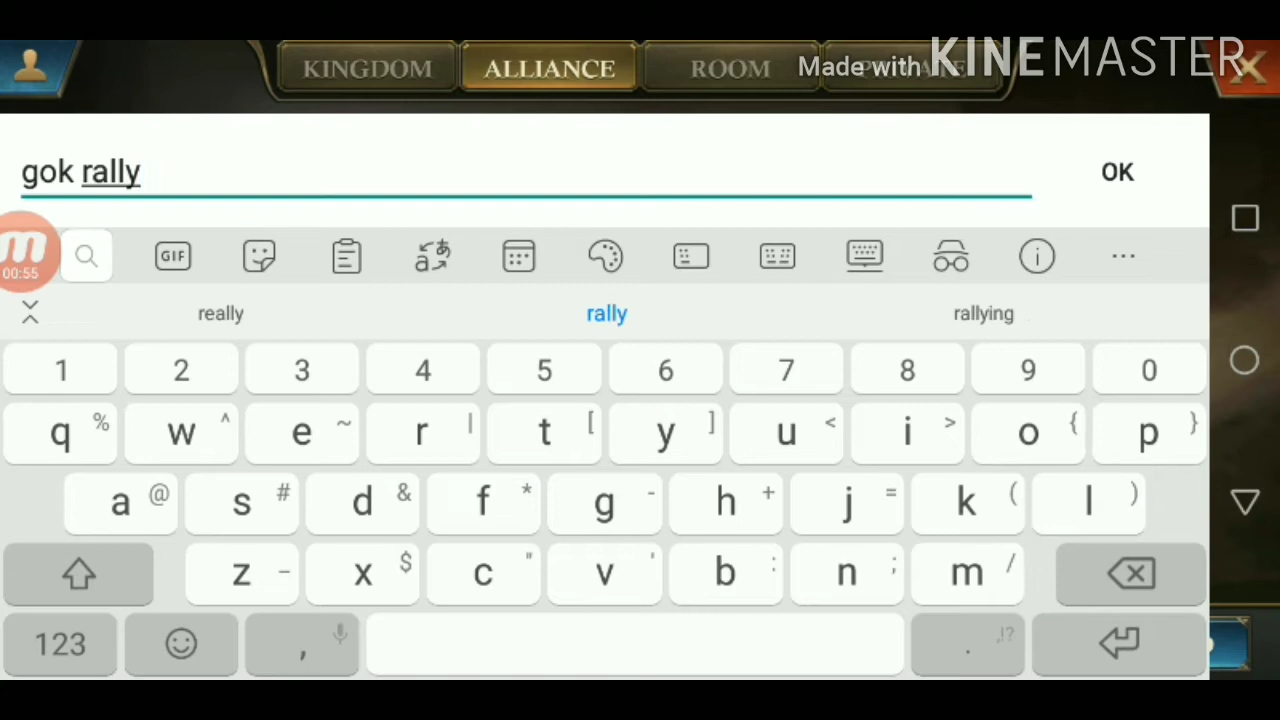 KINGDOM ALLIANCE ROOM Made with KINEMASTER
gok rally OK
00:55 GIF
really rally rallying
1 2 3 4 5 6 7 8 9 0
q % w ^ e ~ r | t [ y ] u < i > o { p }
a @ s # d & f * g - h + j = k ( l )
z _ x $ c " v ' b : n ; m /
123 , . ,!?